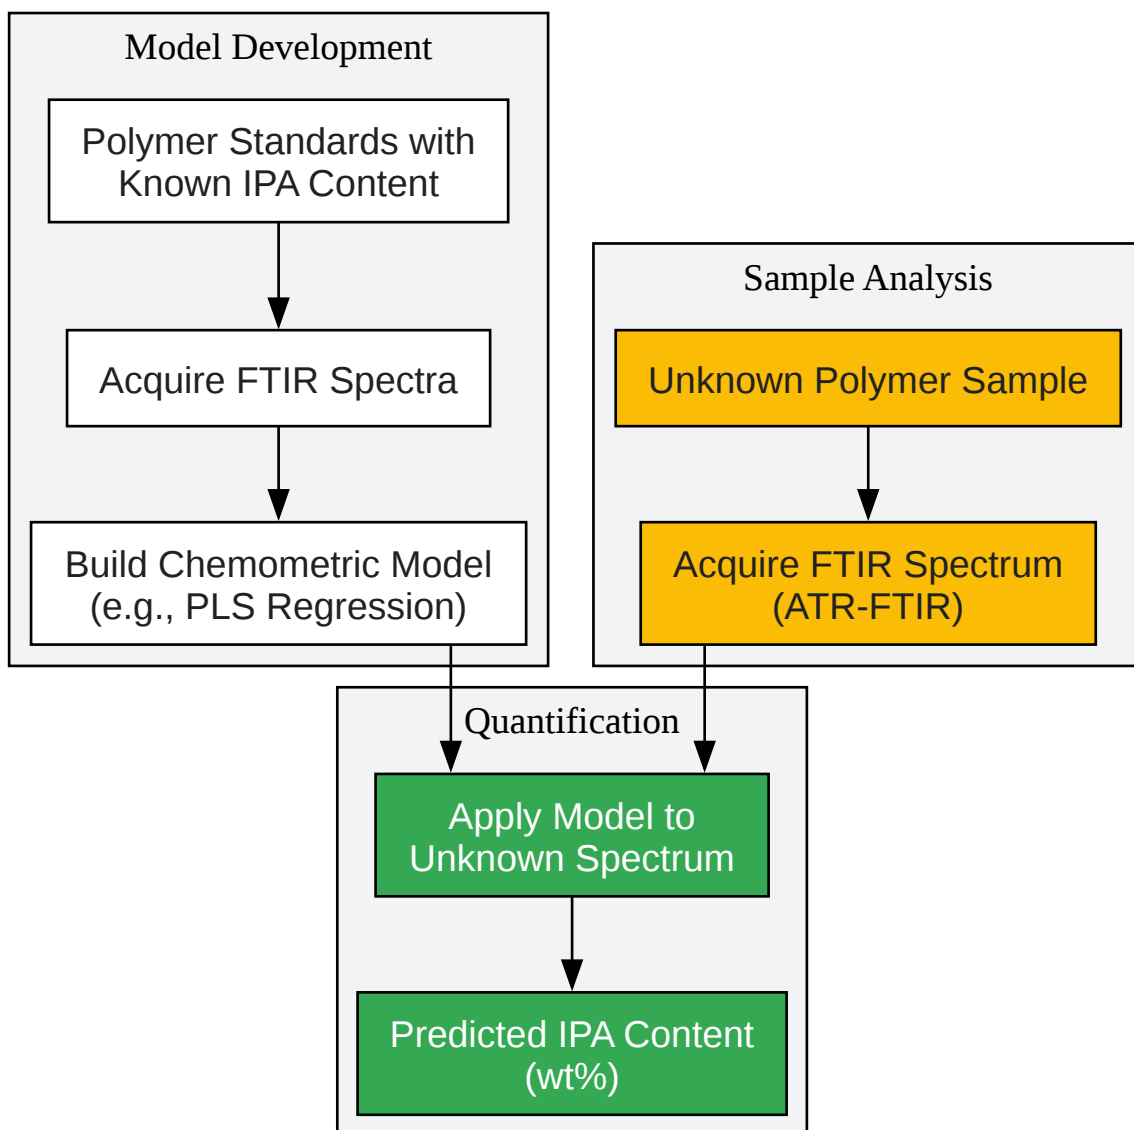 Model Development
Polymer Standards with
Known IPA Content
Acquire FTIR Spectra
Build Chemometric Model
(e.g., PLS Regression)
Sample Analysis
Unknown Polymer Sample
Acquire FTIR Spectrum
(ATR-FTIR)
Quantification
Apply Model to
Unknown Spectrum
Predicted IPA Content
(wt%)